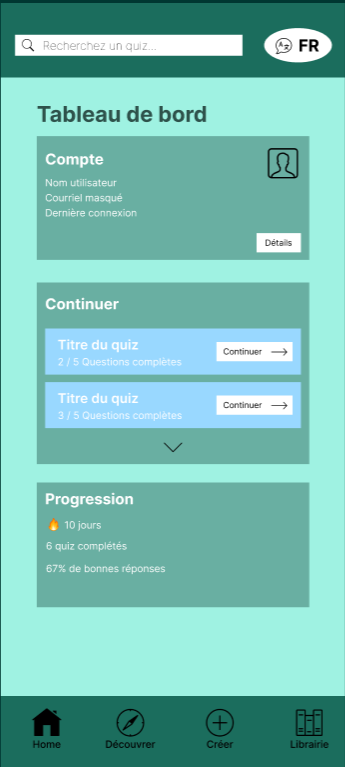 Recherchez un quiz...
FR
Tableau de bord
Compte
Nom utilisateur
Courriel masqué
Dernière connexion
Détails
Continuer
Titre du quiz
2 / 5 Questions complètes
Continuer
Titre du quiz
3 / 5 Questions complètes
Continuer
Progression
10 jours
6 quiz complétés
67% de bonnes réponses
Home
Découvrer
Créer
Librairie